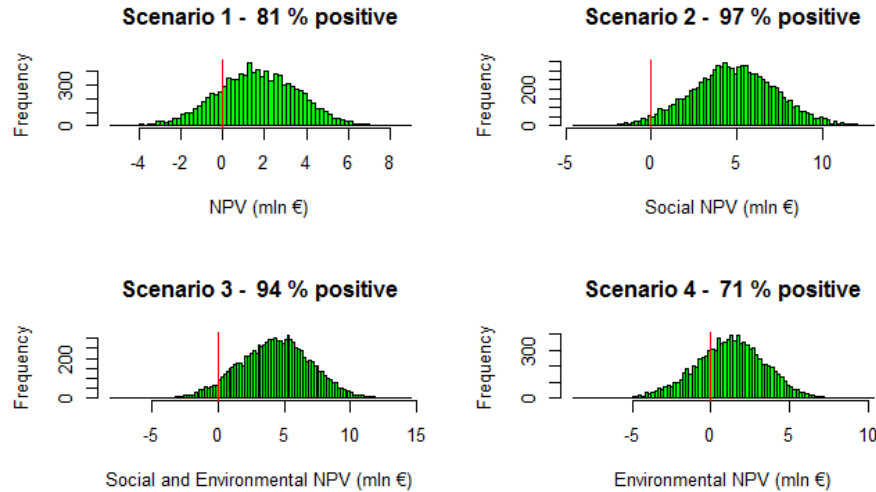 Scenario 1 - 81 % positive
Frequency
0 300
-4 -2 0 2 4 6 8
NPV (mln €)
Scenario 2 - 97 % positive
Frequency
0 200
-5 0 5 10
Social NPV (mln €)
Scenario 3 - 94 % positive
Frequency
0 200
-5 0 5 10 15
Social and Environmental NPV (mln €)
Scenario 4 - 71 % positive
Frequency
0 300
-5 0 5 10
Environmental NPV (mln €)